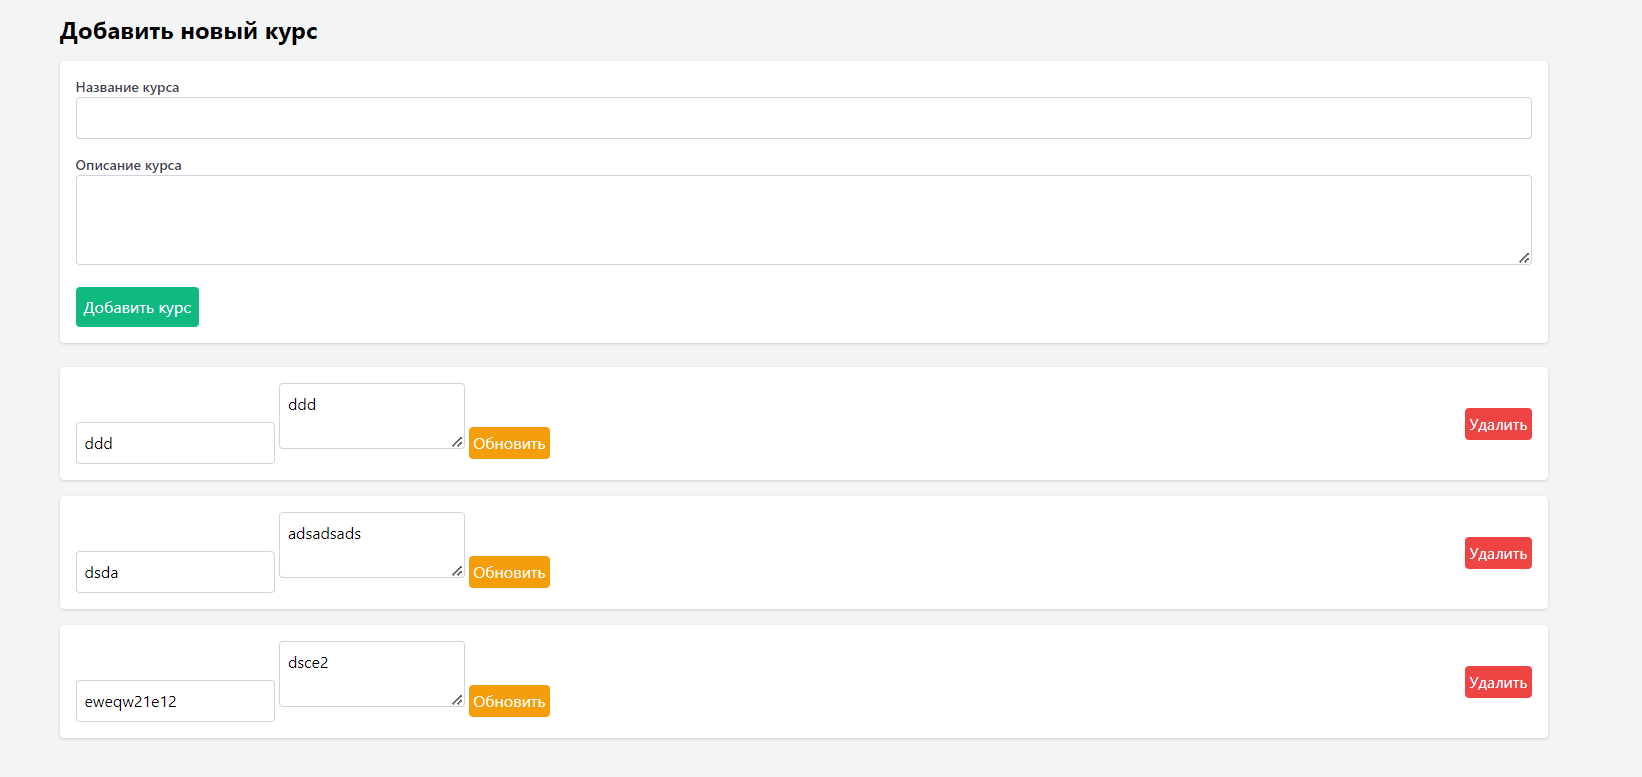 Добавить новый курс
Название курса
Описание курса
Добавить курс
ddd
ddd
Обновить
Удалить
dsda
adsadsads
Обновить
Удалить
eweqw21e12
dsce2
Обновить
Удалить